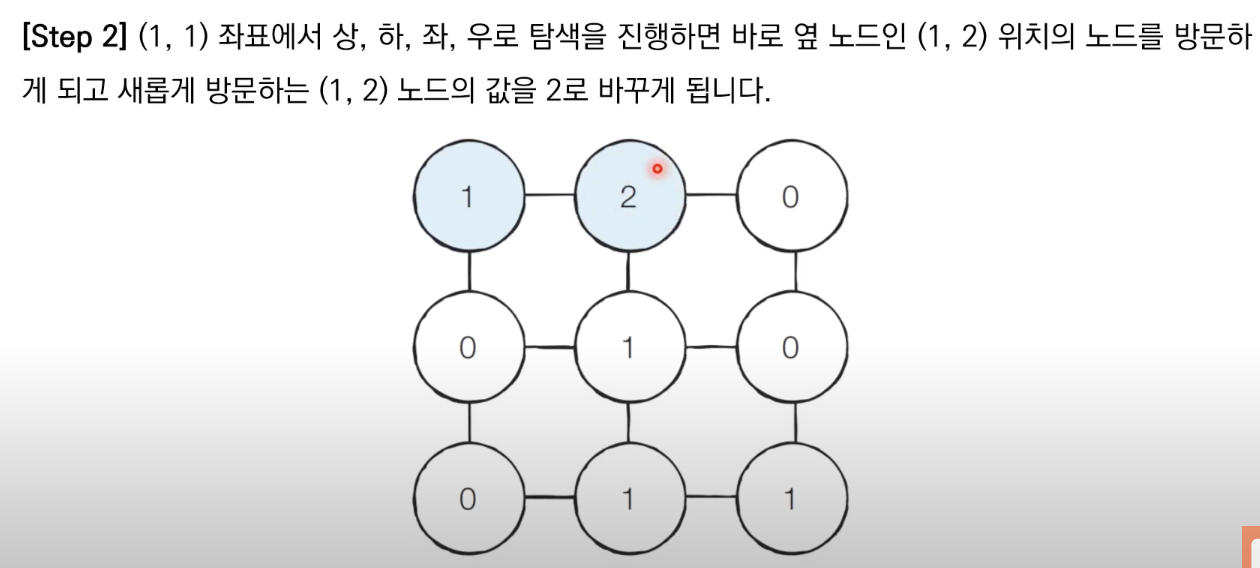 [Step 2] (1, 1) 좌표에서 상, 하, 좌, 우로 탐색을 진행하면 바로 옆 노드인 (1, 2) 위치의 노드를 방문하
게 되고 새롭게 방문하는 (1, 2) 노드의 값을 2로 바꾸게 됩니다.
1 2 0
0 1 0
0 1 1